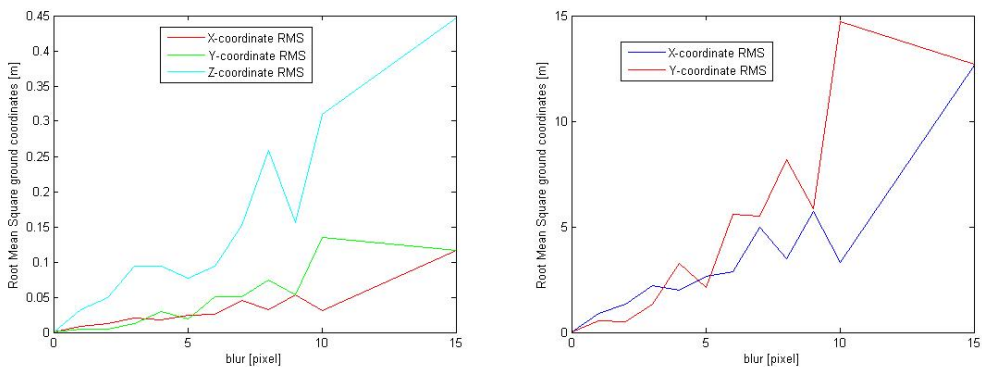 0.45
0.4
0.35
0.3
0.25
0.2
0.15
0.1
0.05
0
Root Mean Square ground coordinates [m]
X-coordinate RMS
Y-coordinate RMS
Z-coordinate RMS
0 5 10 15
blur [pixel]
15
10
5
0
Root Mean Square ground coordinates [m]
X-coordinate RMS
Y-coordinate RMS
0 5 10 15
blur [pixel]